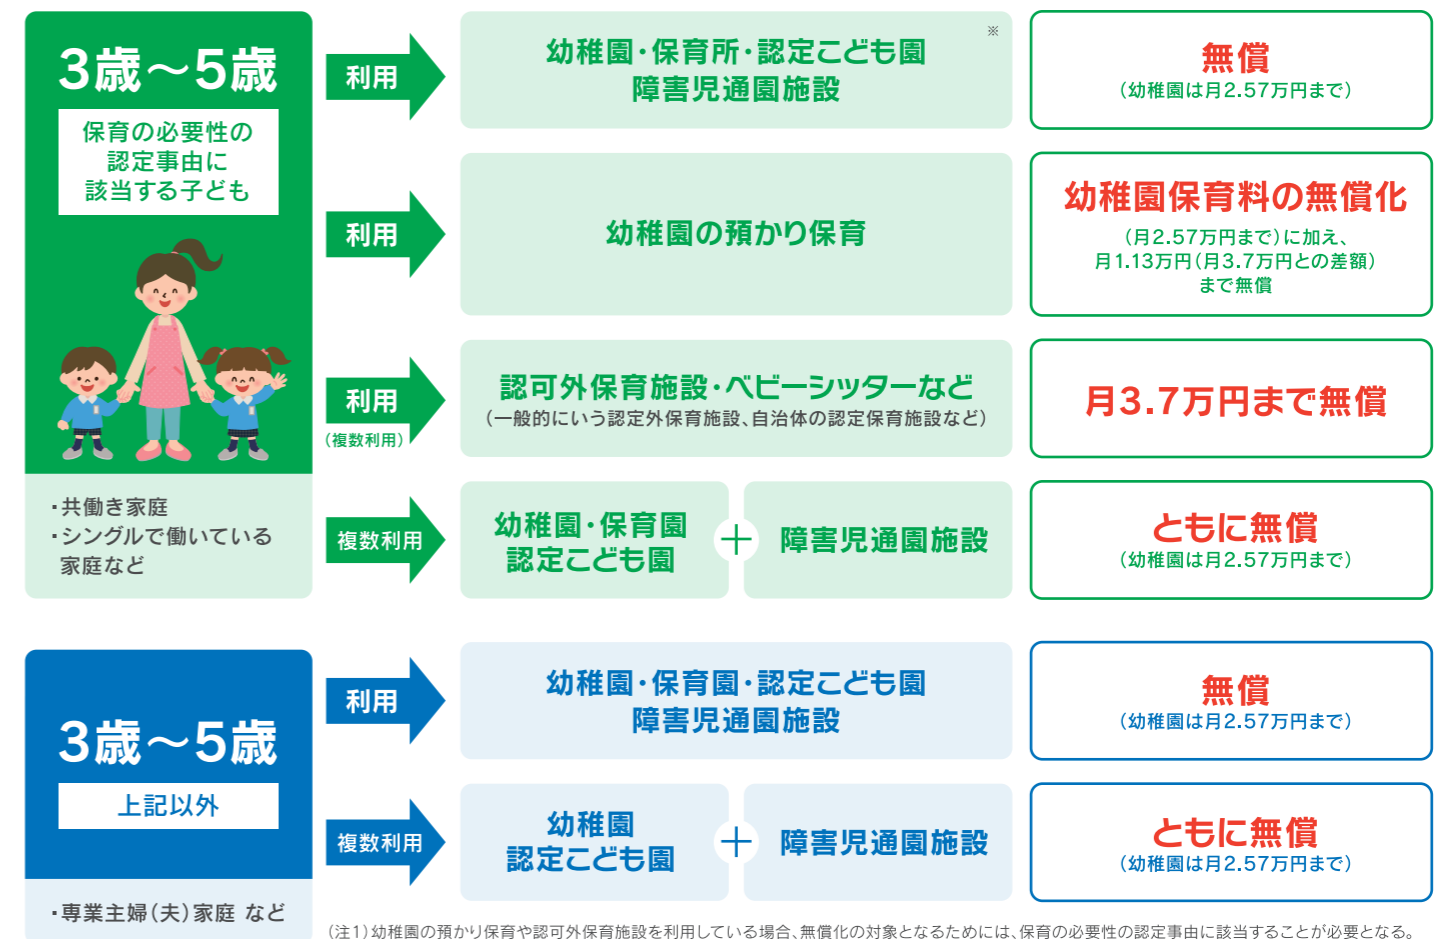 3歳～5歳
保育の必要性の
認定事由に
該当する子ども
・共働き家庭
・シングルで働いている
家庭など
利用
幼稚園・保育所・認定こども園
※
障害児通園施設
無償
（幼稚園は月2.57万円まで）
利用
幼稚園の預かり保育
幼稚園保育料の無償化
（月2.57万円まで）に加え、
月1.13万円（月3.7万円との差額）
まで無償
利用
（複数利用）
認可外保育施設・ベビーシッターなど
（一般的にいう認定外保育施設、自治体の認定保育施設など）
月3.7万円まで無償
複数利用
幼稚園・保育園
認定こども園
＋
障害児通園施設
ともに無償
（幼稚園は月2.57万円まで）
3歳～5歳
上記以外
・専業主婦（夫）家庭 など
利用
幼稚園・保育園・認定こども園
障害児通園施設
無償
（幼稚園は月2.57万円まで）
複数利用
幼稚園
認定こども園
＋
障害児通園施設
ともに無償
（幼稚園は月2.57万円まで）
（注1）幼稚園の預かり保育や認可外保育施設を利用している場合、無償化の対象となるためには、保育の必要性の認定事由に該当することが必要となる。